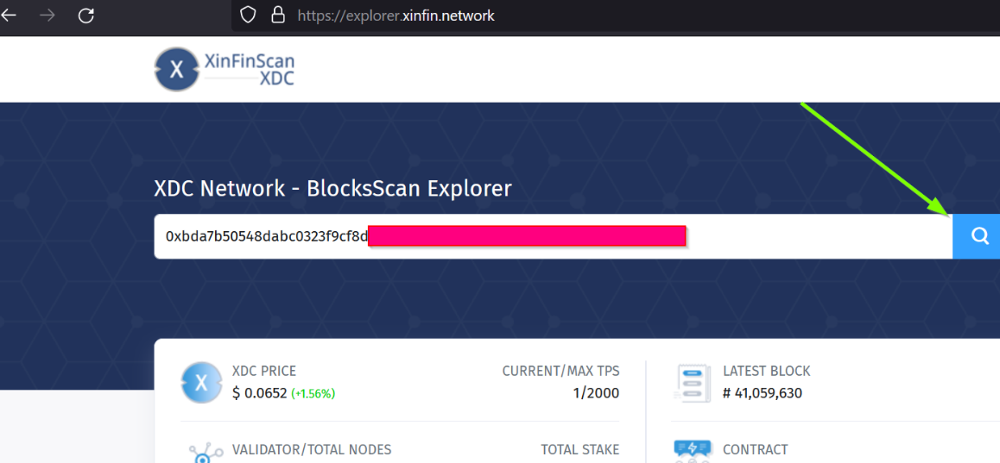 https://explorer.xinfin.network
XinFinScan
XDC
XDC Network - BlocksScan Explorer
0xbda7b50548dabc0323f9cf8d
XDC PRICE
$ 0.0652 (+1.56%)
CURRENT/MAX TPS
1/2000
LATEST BLOCK
# 41,059,630
VALIDATOR/TOTAL NODES
TOTAL STAKE
CONTRACT